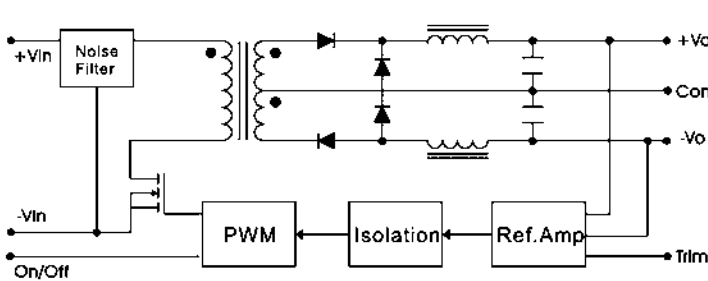 +Vin
Noise
Filter
+Vo
Com
-Vo
-Vin
PWM
Isolation
Ref.Amp
Trim
On/Off